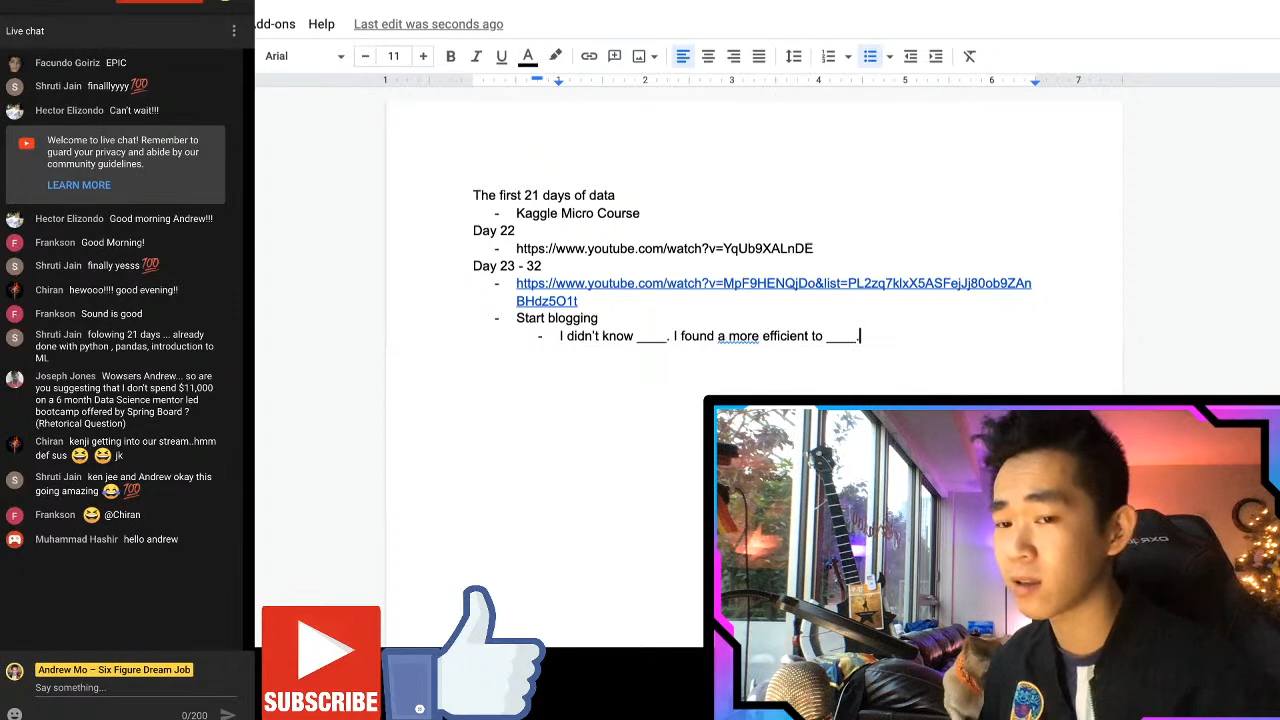 Live chat
Facundo Goiriz EPIC
Shruti Jain finalllyyyy💯
Hector Elizondo Can't wait!!!
Welcome to live chat! Remember to
guard your privacy and abide by our
community guidelines.
LEARN MORE
Hector Elizondo Good morning Andrew!!!
Frankson Good Morning!
Shruti Jain finally yesss💯
Chiran hewooo!!!! good evening!!
Frankson Sound is good
Shruti Jain folowing 21 days ... already
done with python , pandas, introduction to
ML
Joseph Jones Wowsers Andrew... so are
you suggesting that I don't spend $11,000
on a 6 month Data Science mentor led
bootcamp offered by Spring Board ?
(Rhetorical Question)
Chiran kenji getting into our stream..hmm
def sus 😆 😆 jk
Shruti Jain ken jee and Andrew okay this
going amazing 😂💯
Frankson 😆 @Chiran
Muhammad Hashir hello andrew
Andrew Mo – Six Figure Dream Job
Say something...
0/200
Add-ons Help Last edit was seconds ago
Arial 11 B I U A
1 1 2 3 4 5 6 7
The first 21 days of data
- Kaggle Micro Course
Day 22
- https://www.youtube.com/watch?v=YqUb9XALnDE
Day 23 - 32
- https://www.youtube.com/watch?v=MpF9HENQjDo&list=PL2zq7klxX5ASFejJj80ob9ZAn
BHdz5O1t
- Start blogging
- I didn't know ____. I found a more efficient to ____.
SUBSCRIBE